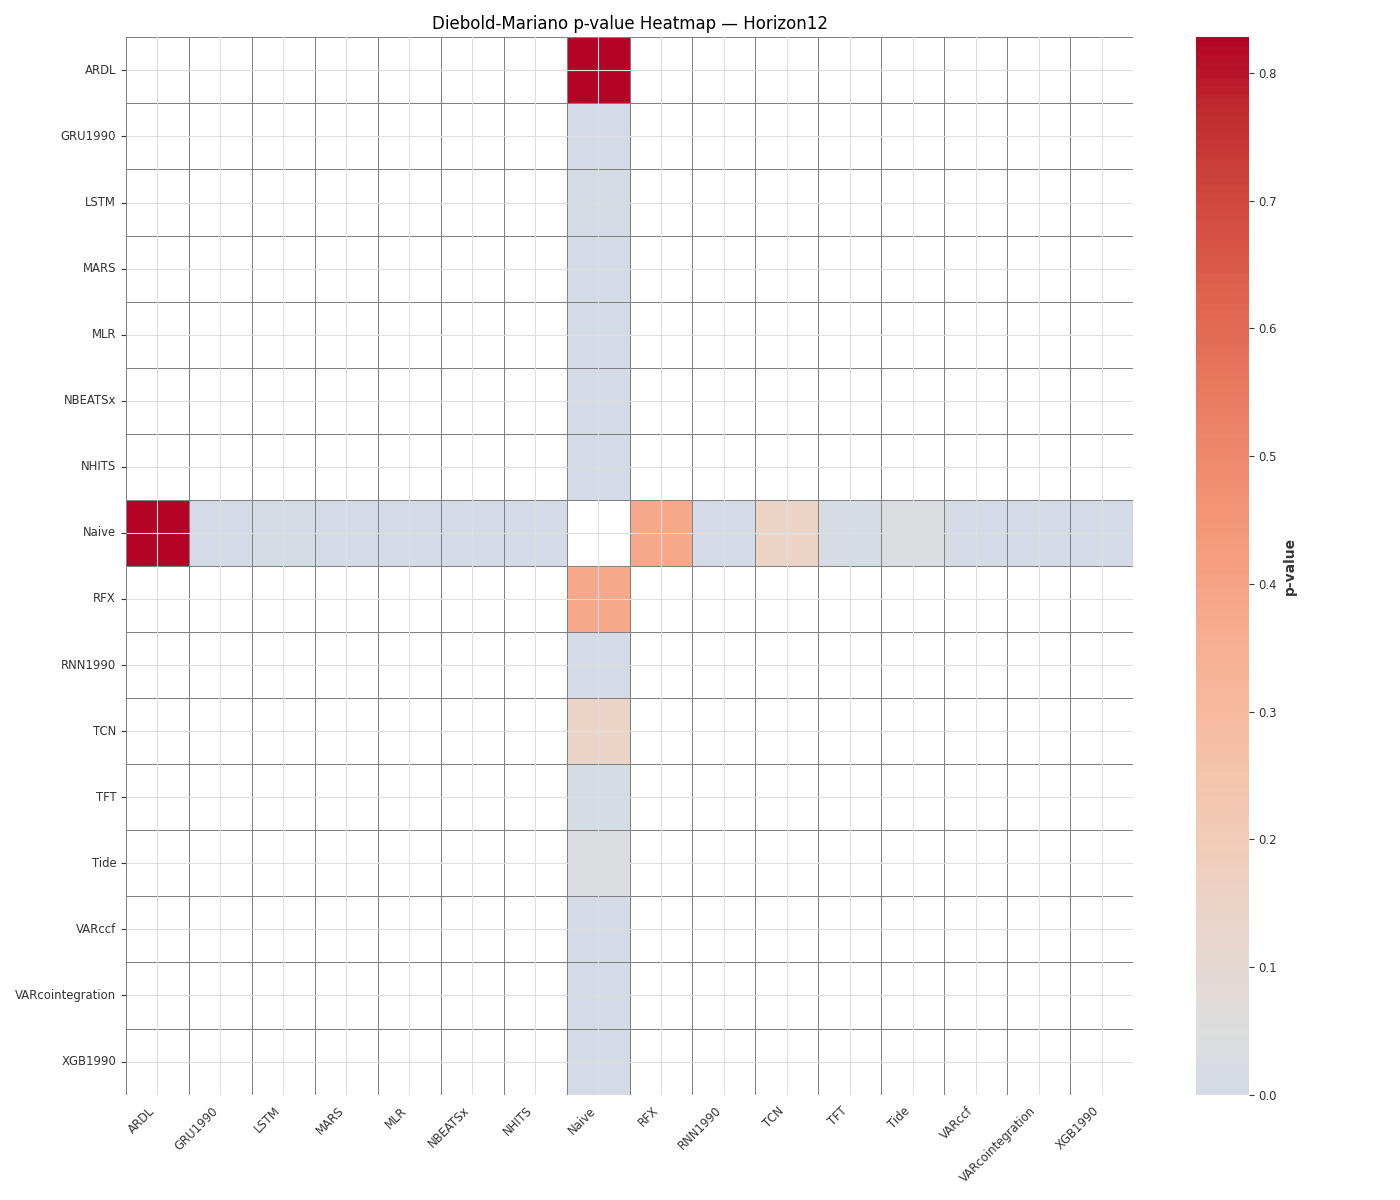 Diebold-Mariano p-value Heatmap — Horizon12
ARDL
GRU1990
LSTM
MARS
MLR
NBEATSx
NHITS
Naive
RFX
RNN1990
TCN
TFT
Tide
VARccf
VARcointegration
XGB1990
ARDL
GRU1990
LSTM
MARS
MLR
NBEATSx
NHITS
Naive
RFX
RNN1990
TCN
TFT
Tide
VARccf
VARcointegration
XGB1990
0.8
0.7
0.6
0.5
0.4
0.3
0.2
0.1
0.0
p-value